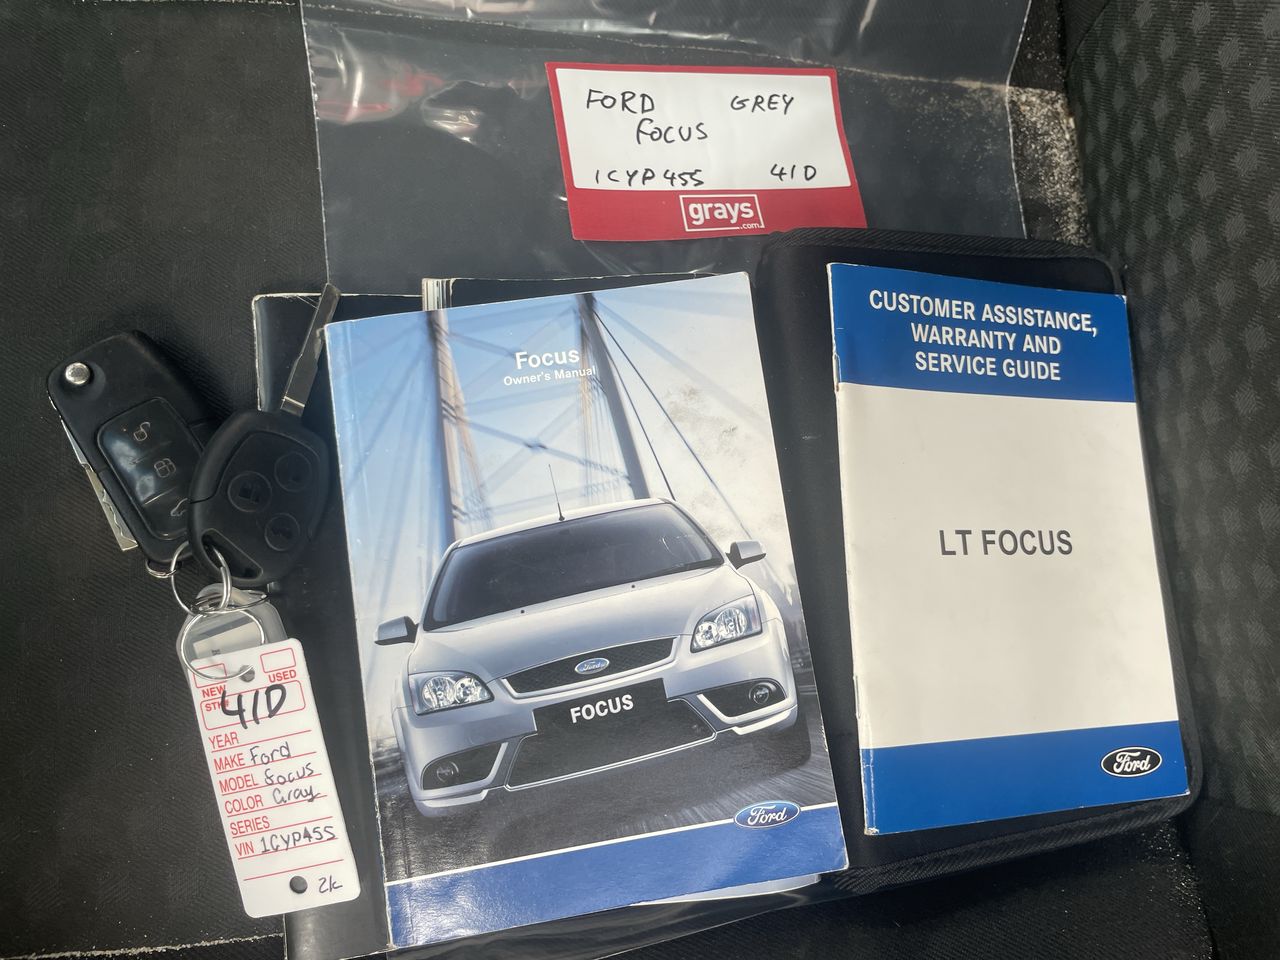 FORD GREY
FOCUS
1CYP455 41D
grays
.com
Focus
Owner's Manual
Ford
FOCUS
Ford
CUSTOMER ASSISTANCE,
WARRANTY AND
SERVICE GUIDE
LT FOCUS
Ford
NEW USED
STK# 41D
YEAR
MAKE Ford
MODEL Focus
COLOR Gray
SERIES
VIN 1CYP455
2K